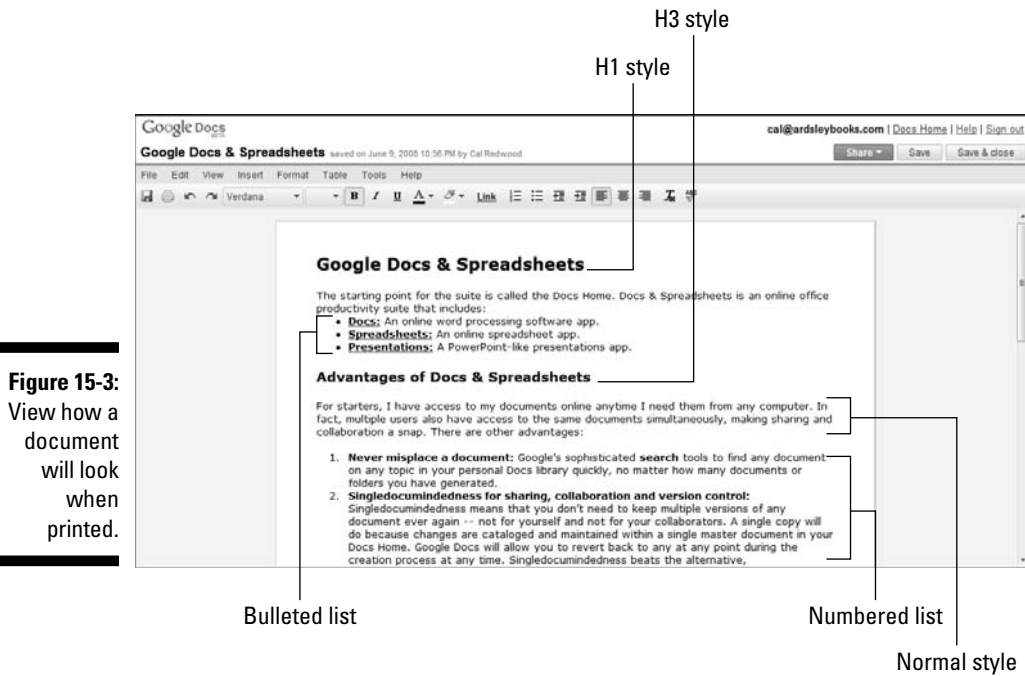 H3 style
H1 style
Google Docs
BETA
cal@ardsleybooks.com | Docs Home | Help | Sign out
Google Docs & Spreadsheets saved on June 9, 2008 10:36 PM by Cal Redwood
Share Save Save & close
File Edit View Insert Format Table Tools Help
Verdana B I U A Link
Google Docs & Spreadsheets
The starting point for the suite is called the Docs Home. Docs & Spreadsheets is an online office
productivity suite that includes:
• Docs: An online word processing software app.
• Spreadsheets: An online spreadsheet app.
• Presentations: A PowerPoint-like presentations app.
Advantages of Docs & Spreadsheets
For starters, I have access to my documents online anytime I need them from any computer. In
fact, multiple users also have access to the same documents simultaneously, making sharing and
collaboration a snap. There are other advantages:
1. Never misplace a document: Google's sophisticated search tools to find any document
on any topic in your personal Docs library quickly, no matter how many documents or
folders you have generated.
2. Singledocumindedness for sharing, collaboration and version control:
Singledocumindedness means that you don't need to keep multiple versions of any
document ever again -- not for yourself and not for your collaborators. A single copy will
do because changes are cataloged and maintained within a single master document in your
Docs Home. Google Docs will allow you to revert back to any at any point during the
creation process at any time. Singledocumindedness beats the alternative,
Figure 15-3:
View how a
document
will look
when
printed.
Bulleted list
Numbered list
Normal style